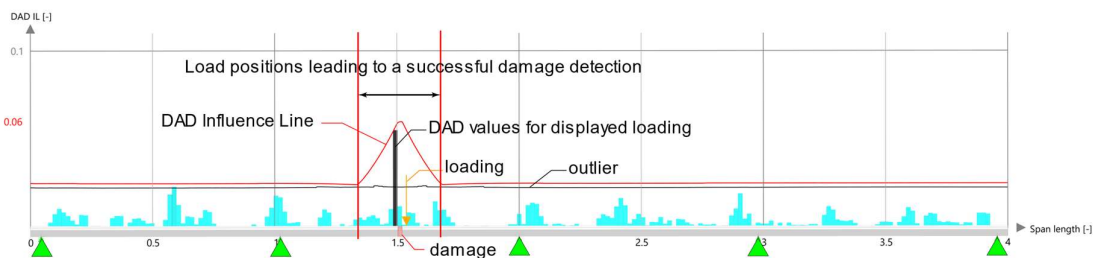 DAD IL [-]
0.1
Load positions leading to a successful damage detection
0.06
DAD Influence Line
DAD values for displayed loading
loading
outlier
0
0.5
1
1.5
2
2.5
3
3.5
4
Span length [-]
damage